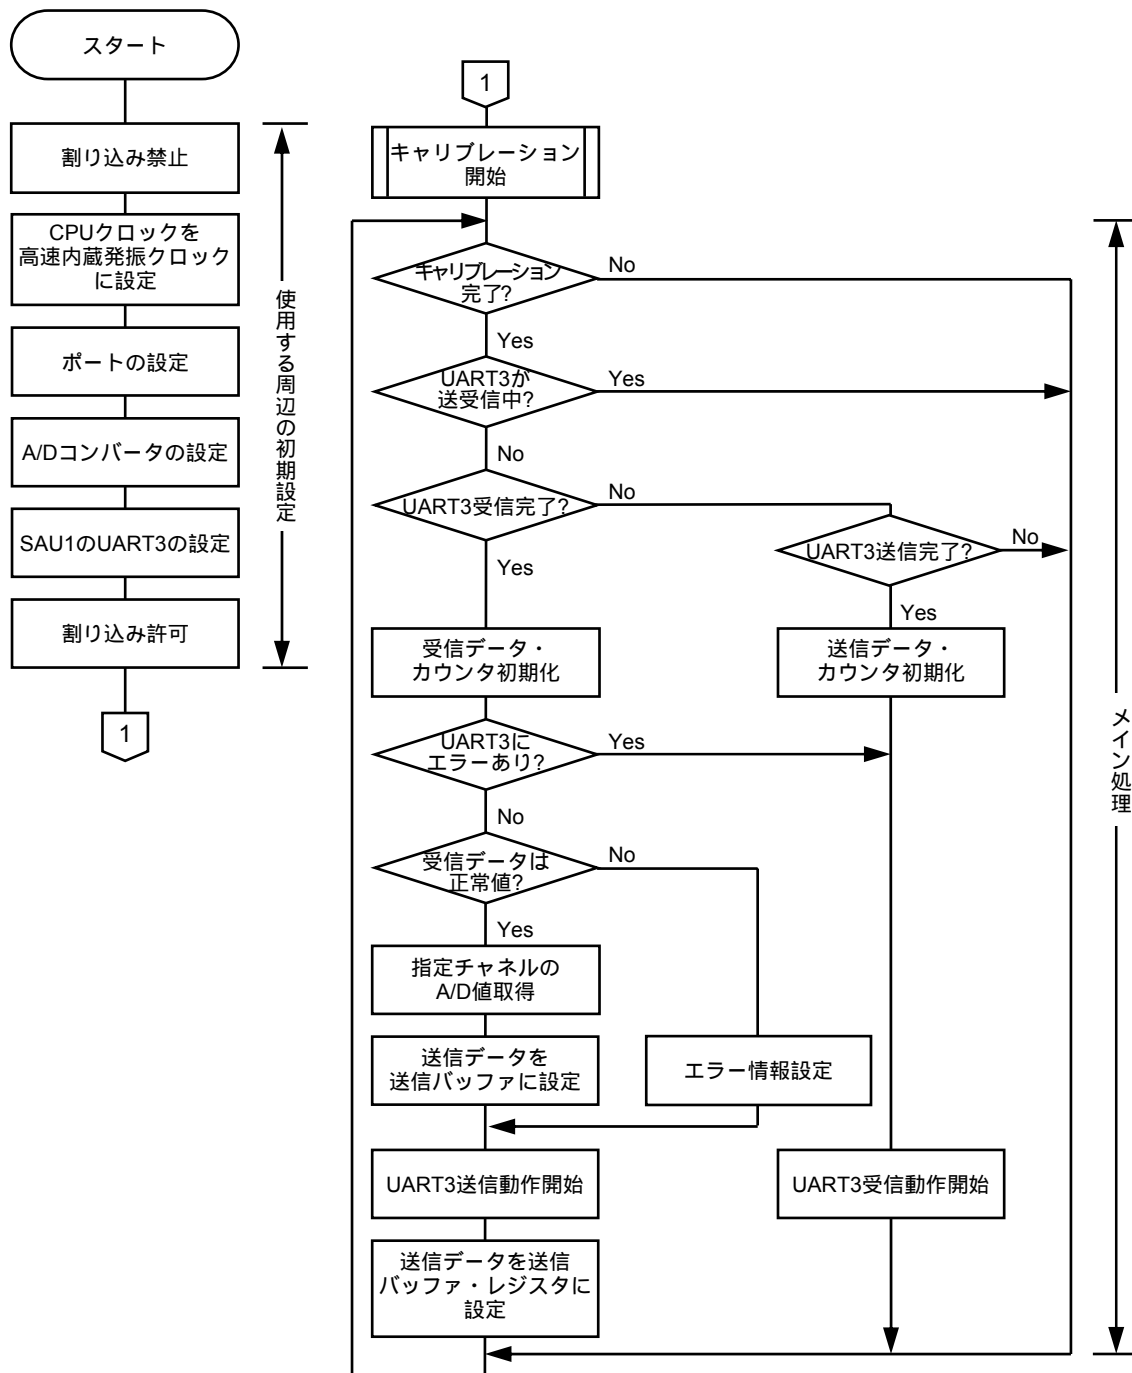 スタート
割り込み禁止
CPUクロックを
高速内蔵発振クロック
に設定
ポートの設定
A/Dコンバータの設定
SAU1のUART3の設定
割り込み許可
1
使用する周辺の初期設定
1
キャリブレーション
開始
キャリブレーション
完了?
No
Yes
UART3が
送受信中?
Yes
No
UART3受信完了?
No
Yes
UART3送信完了?
No
Yes
受信データ・
カウンタ初期化
送信データ・
カウンタ初期化
UART3に
エラーあり?
Yes
No
受信データは
正常値?
No
Yes
指定チャネルの
A/D値取得
送信データを
送信バッファに設定
エラー情報設定
UART3送信動作開始
UART3受信動作開始
送信データを送信
バッファ・レジスタに
設定
メイン処理